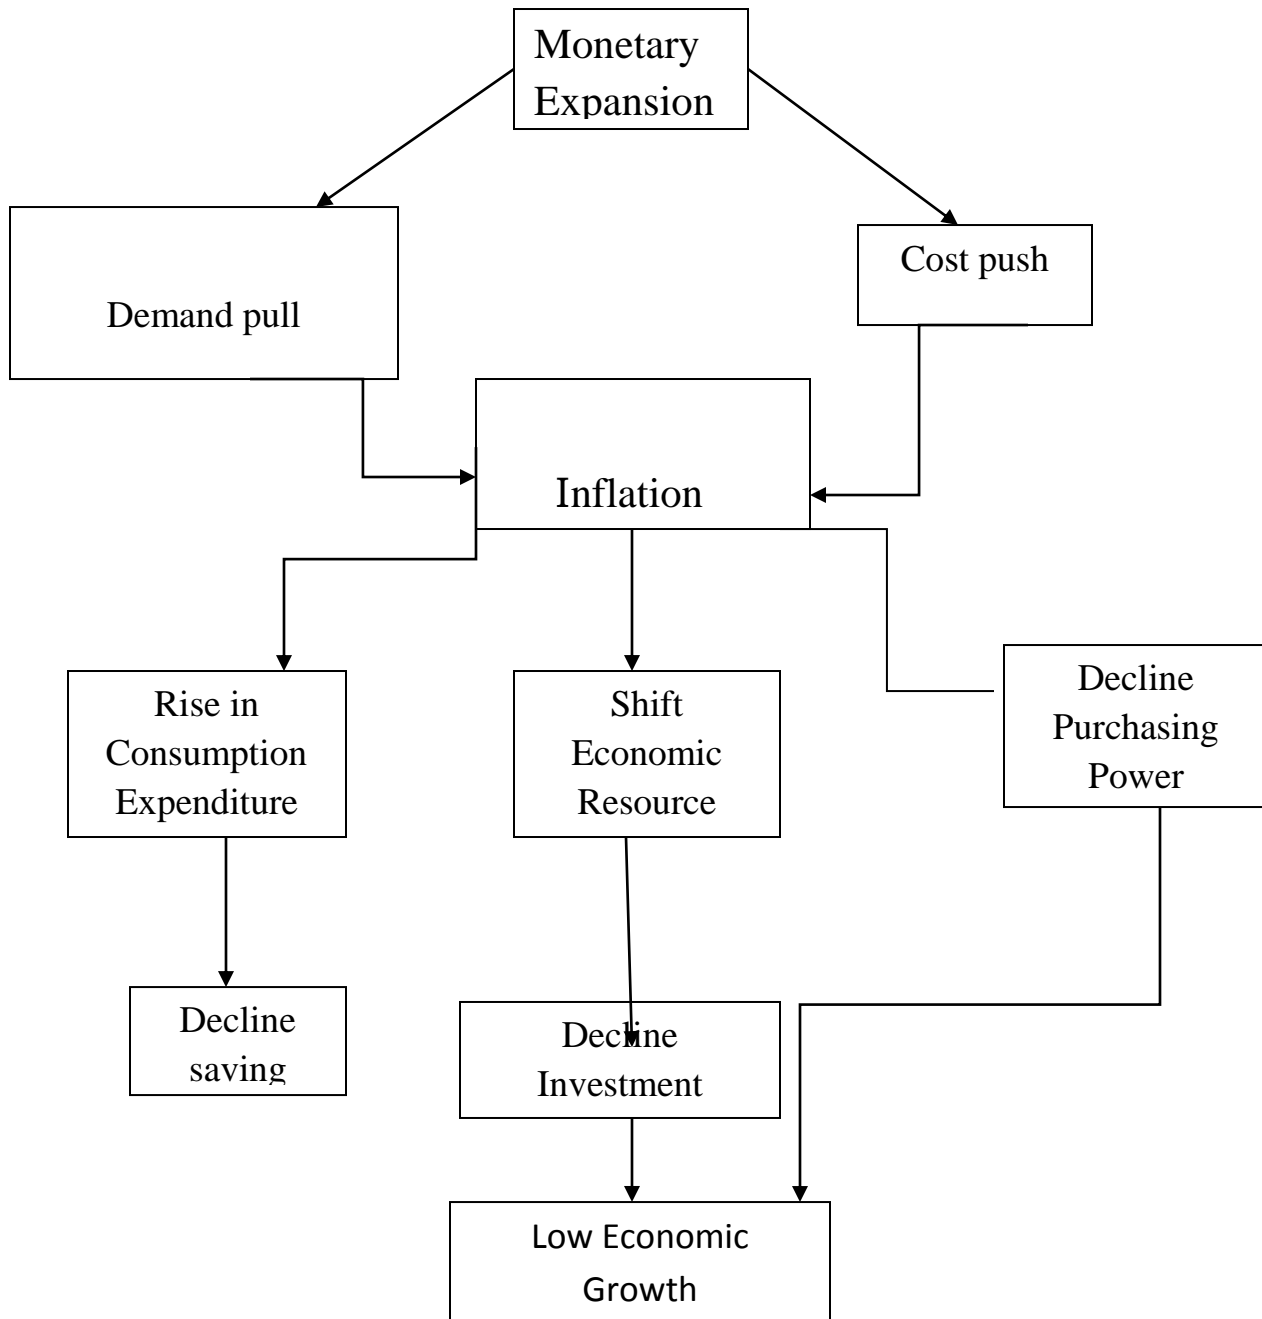 Monetary
Expansion
Demand pull
Cost push
Inflation
Rise in
Consumption
Expenditure
Shift
Economic
Resource
Decline
Purchasing
Power
Decline
saving
Decline
Investment
Low Economic
Growth